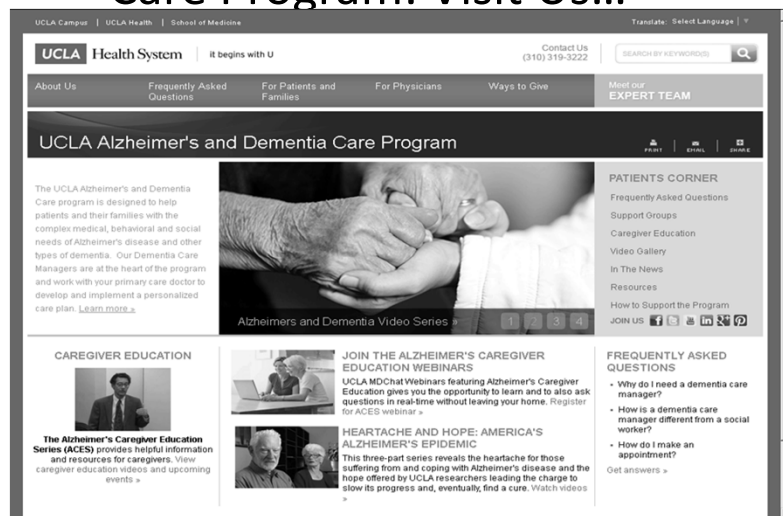 Care Program: Visit Us...
UCLA Campus | UCLA Health | School of Medicine
Translate: Select Language | ▼
UCLA Health System | it begins with U
Contact Us
(310) 319-3222
SEARCH BY KEYWORD(S)
About Us
Frequently Asked
Questions
For Patients and
Families
For Physicians
Ways to Give
Meet our
EXPERT TEAM
UCLA Alzheimer's and Dementia Care Program
PRINT | EMAIL | SHARE
The UCLA Alzheimer's and Dementia
Care program is designed to help
patients and their families with the
complex medical, behavioral and social
needs of Alzheimer's disease and other
types of dementia. Our Dementia Care
Managers are at the heart of the program
and work with your primary care doctor to
develop and implement a personalized
care plan. Learn more »
Alzheimers and Dementia Video Series »
1 2 3 4
PATIENTS CORNER
Frequently Asked Questions
Support Groups
Caregiver Education
Video Gallery
In The News
Resources
How to Support the Program
JOIN US
CAREGIVER EDUCATION
The Alzheimer's Caregiver Education
Series (ACES) provides helpful information
and resources for caregivers. View
caregiver education videos and upcoming
events »
JOIN THE ALZHEIMER'S CAREGIVER
EDUCATION WEBINARS
UCLA MDChat Webinars featuring Alzheimer's Caregiver
Education gives you the opportunity to learn and to also ask
questions in real-time without leaving your home. Register
for ACES webinar »
HEARTACHE AND HOPE: AMERICA'S
ALZHEIMER'S EPIDEMIC
This three-part series reveals the heartache for those
suffering from and coping with Alzheimer's disease and the
hope offered by UCLA researchers leading the charge to
slow its progress and, eventually, find a cure. Watch videos
»
FREQUENTLY ASKED
QUESTIONS
• Why do I need a dementia care
manager?
• How is a dementia care
manager different from a social
worker?
• How do I make an
appointment?
Get answers »